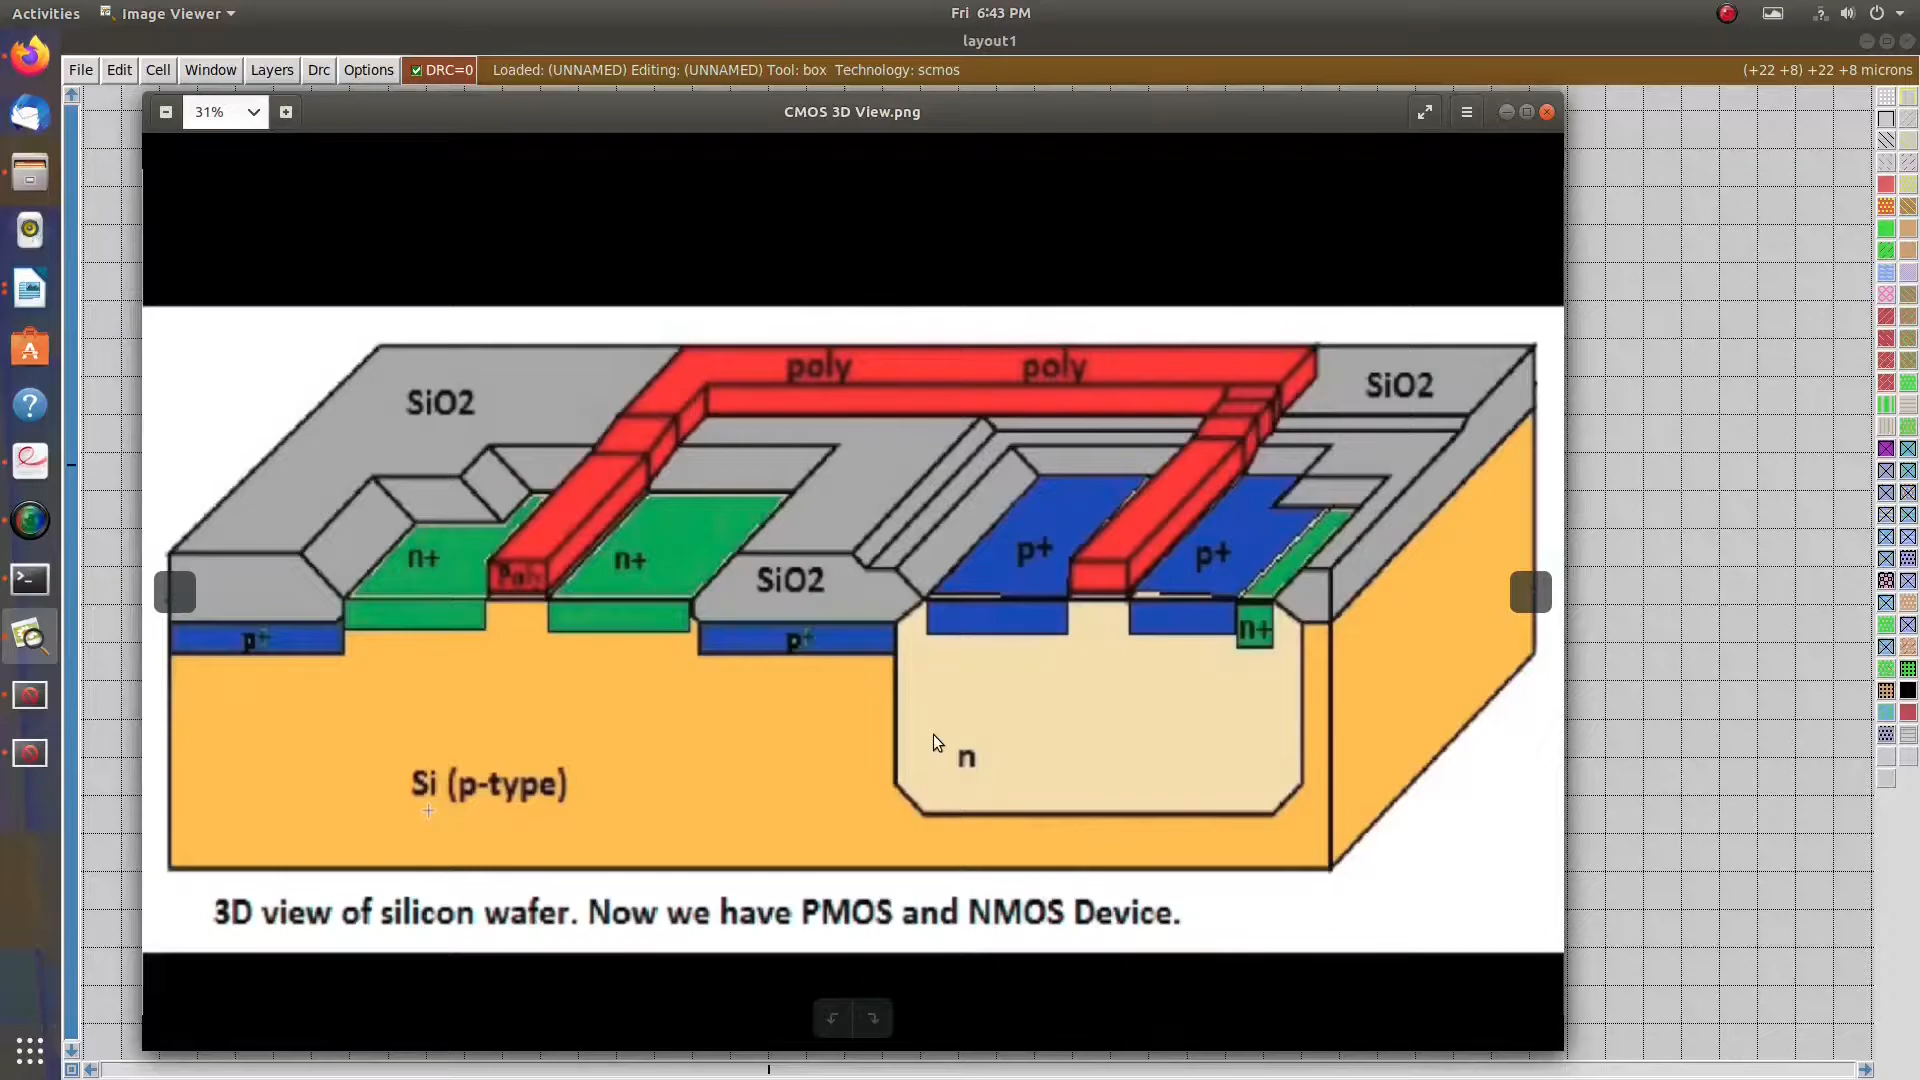 Activities Image Viewer Fri 6:43 PM
layout1
File Edit Cell Window Layers Drc Options DRC=0 Loaded: (UNNAMED) Editing: (UNNAMED) Tool: box Technology: scmos (+22 +8) +22 +8 microns
31% CMOS 3D View.png
poly poly
SiO2 SiO2
n+ n+ p+ p+
Poly SiO2
p+ p+ n+
n
Si (p-type)
3D view of silicon wafer. Now we have PMOS and NMOS Device.